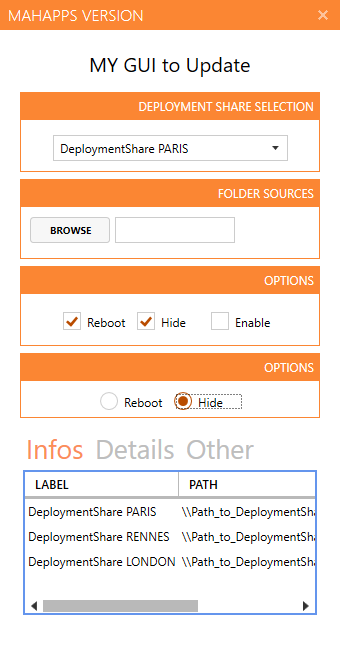 MAHAPPS VERSION
MY GUI to Update
DEPLOYMENT SHARE SELECTION
DeploymentShare PARIS
FOLDER SOURCES
BROWSE
OPTIONS
Reboot Hide Enable
OPTIONS
Reboot Hide
Infos Details Other
LABEL PATH
DeploymentShare PARIS \\Path_to_DeploymentSha
DeploymentShare RENNES \\Path_to_DeploymentSha
DeploymentShare LONDON \\Path_to_DeploymentSha